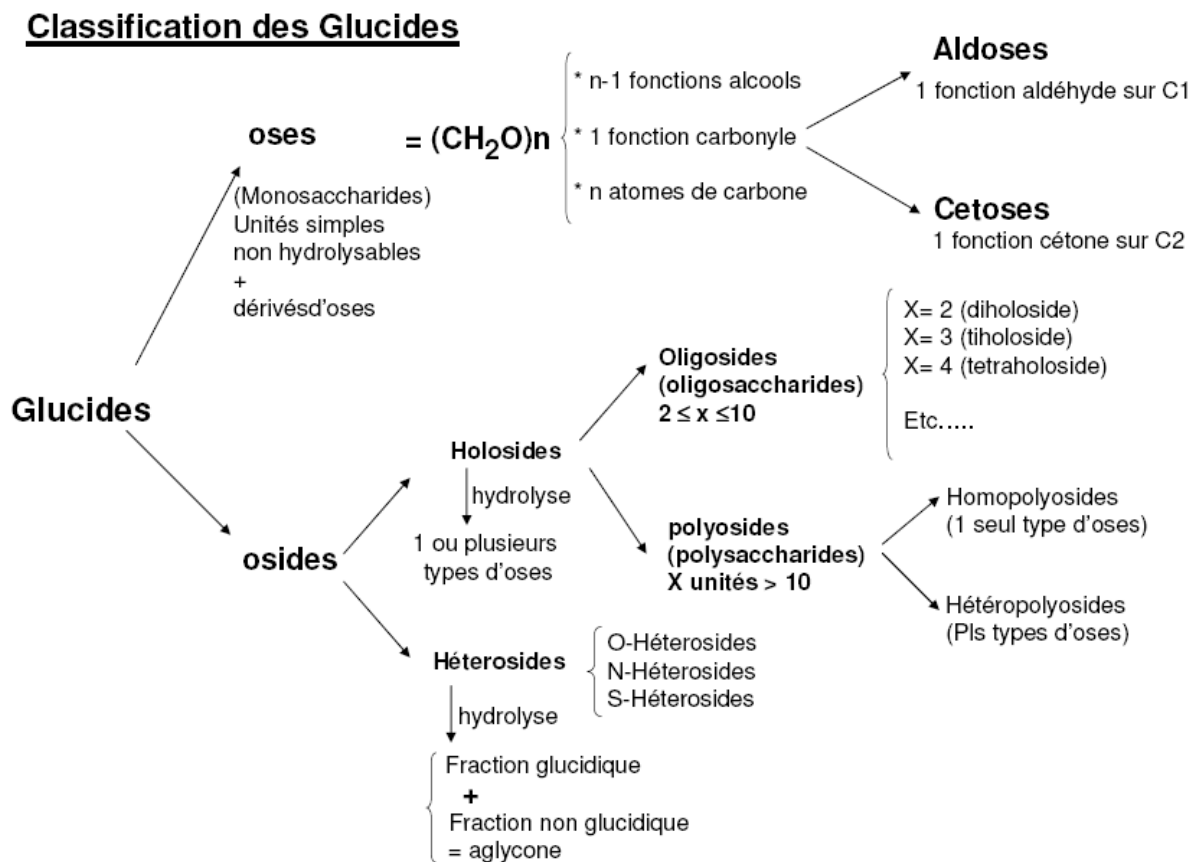 Classification des Glucides
oses
(Monosaccharides)
Unités simples
non hydrolysables
+
dérivésd'oses
= (CH2O)n
* n-1 fonctions alcools
* 1 fonction carbonyle
* n atomes de carbone
Aldoses
1 fonction aldéhyde sur C1
Cetoses
1 fonction cétone sur C2
Glucides
osides
Holosides
hydrolyse
1 ou plusieurs
types d'oses
Oligosides
(oligosaccharides)
2 ≤ x ≤10
X= 2 (diholoside)
X= 3 (tiholoside)
X= 4 (tetraholoside)
Etc.....
polyosides
(polysaccharides)
X unités > 10
Homopolyosides
(1 seul type d'oses)
Hétéropolyosides
(Pls types d'oses)
Héterosides
O-Héterosides
N-Héterosides
S-Héterosides
hydrolyse
Fraction glucidique
+
Fraction non glucidique
= aglycone